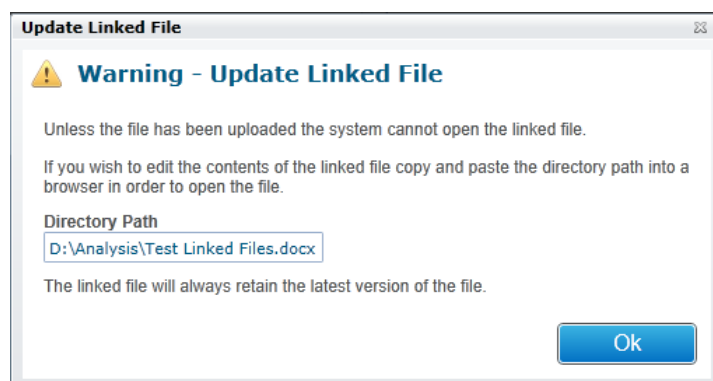 Update Linked File
Warning - Update Linked File
Unless the file has been uploaded the system cannot open the linked file.
If you wish to edit the contents of the linked file copy and paste the directory path into a
browser in order to open the file.
Directory Path
D:\Analysis\Test Linked Files.docx
The linked file will always retain the latest version of the file.
Ok